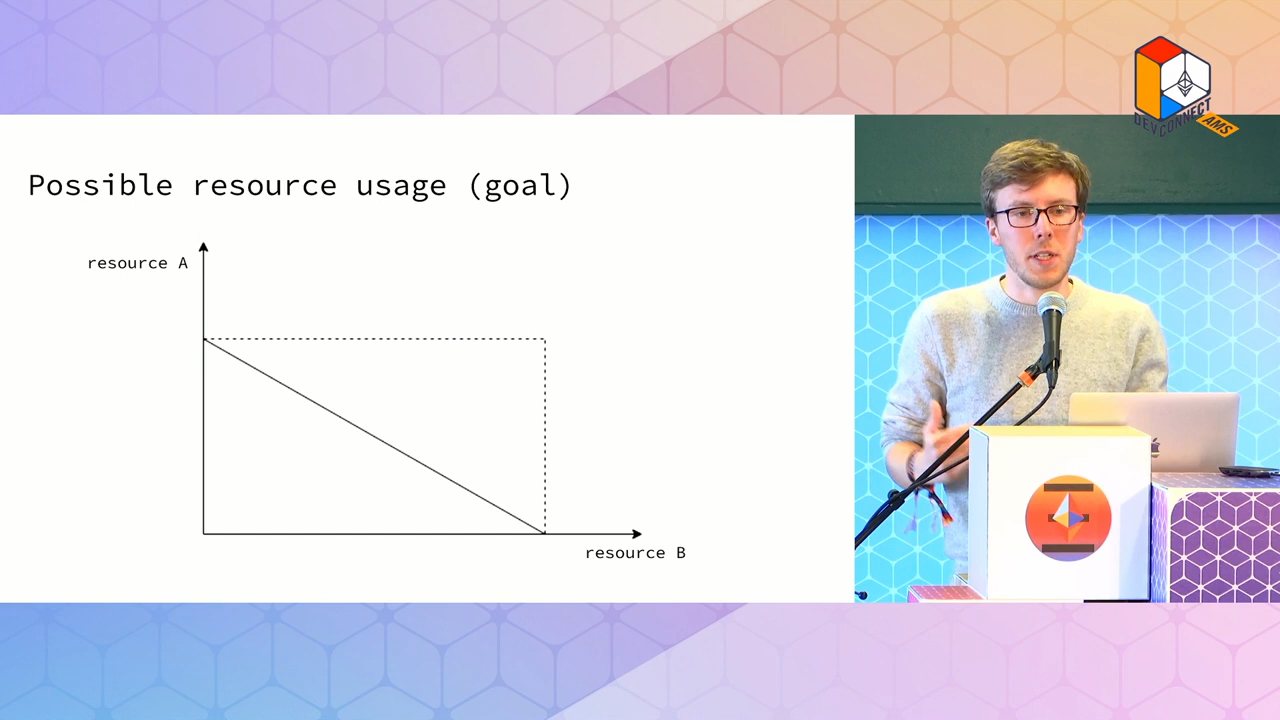 DEVCONNECT
AMS
Possible resource usage (goal)
resource A
resource B